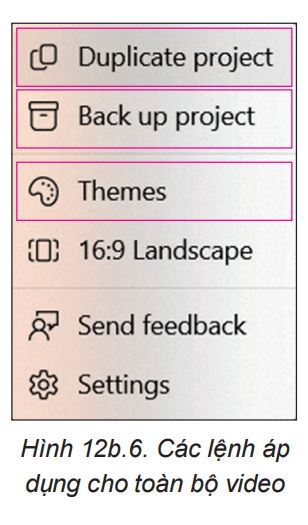 Duplicate project
Back up project
Themes
16:9 Landscape
Send feedback
Settings
Hình 12b.6. Các lệnh áp
dụng cho toàn bộ video